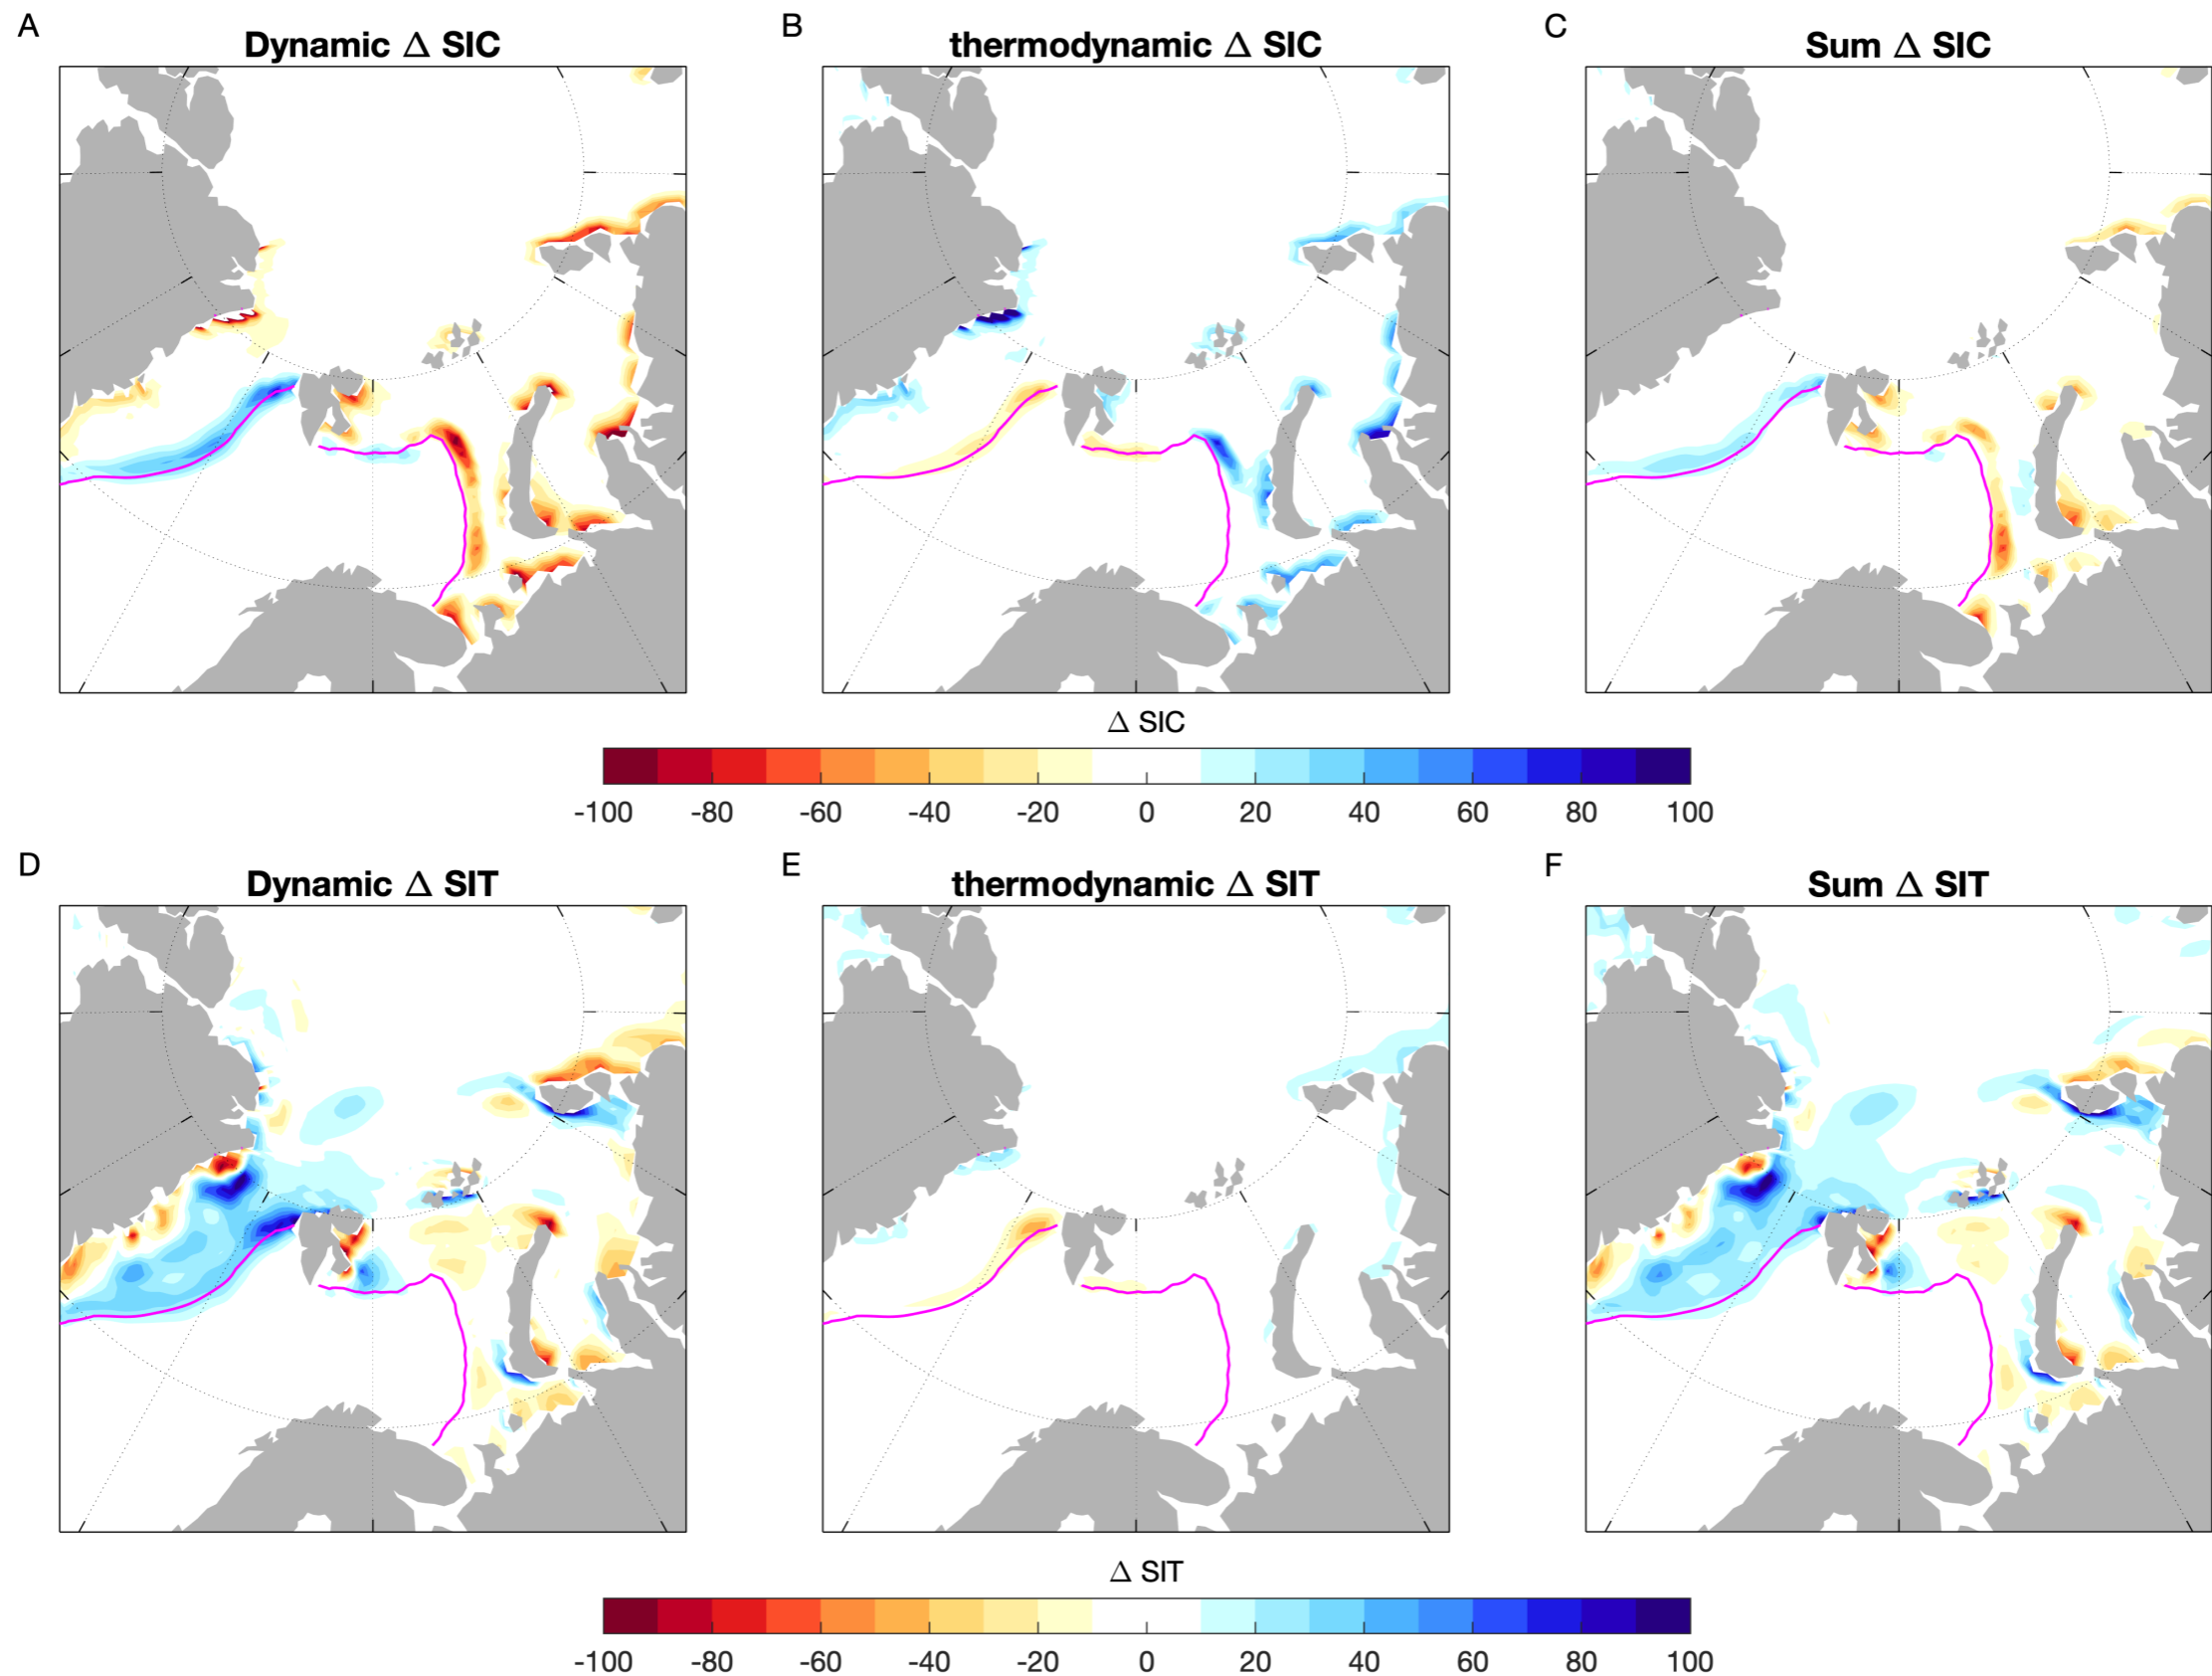 A B C
Dynamic Δ SIC thermodynamic Δ SIC Sum Δ SIC
Δ SIC
-100 -80 -60 -40 -20 0 20 40 60 80 100
D E F
Dynamic Δ SIT thermodynamic Δ SIT Sum Δ SIT
Δ SIT
-100 -80 -60 -40 -20 0 20 40 60 80 100